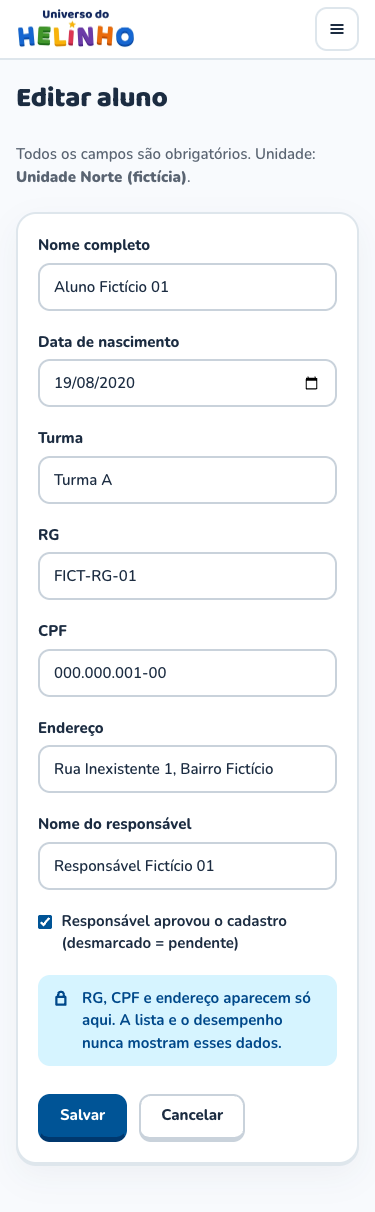 Universo do
HELINHO
Editar aluno
Todos os campos são obrigatórios. Unidade:
Unidade Norte (fictícia).
Nome completo
Aluno Fictício 01
Data de nascimento
19/08/2020
Turma
Turma A
RG
FICT-RG-01
CPF
000.000.001-00
Endereço
Rua Inexistente 1, Bairro Fictício
Nome do responsável
Responsável Fictício 01
Responsável aprovou o cadastro
(desmarcado = pendente)
RG, CPF e endereço aparecem só
aqui. A lista e o desempenho
nunca mostram esses dados.
Salvar
Cancelar